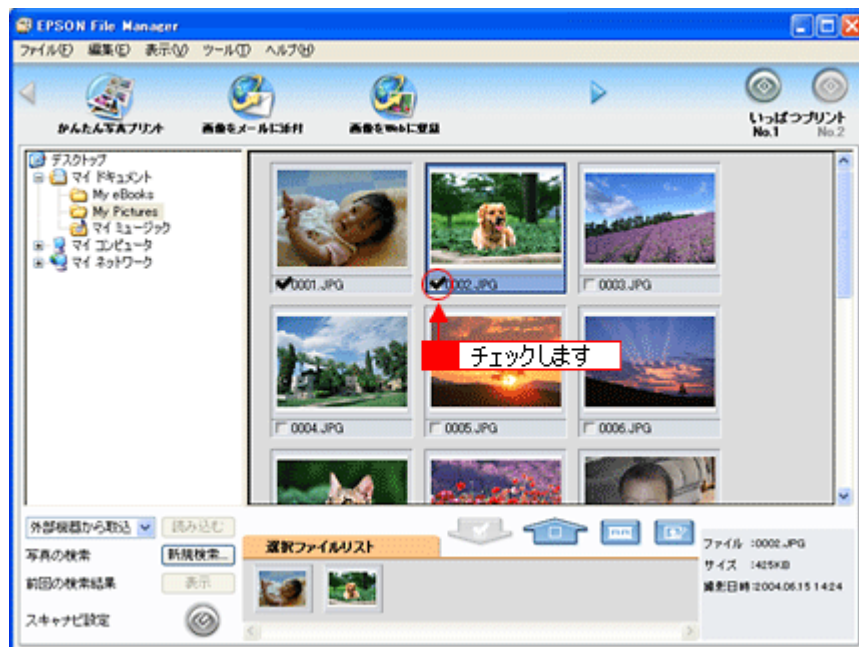 EPSON File Manager
ファイル(F) 編集(E) 表示(V) ツール(T) ヘルプ(H)
かんたん写真プリント 画像をメールに添付 画像をWebに登録 いっぱつプリント
No.1 No.2
デスクトップ
マイ ドキュメント
My eBooks
My Pictures
マイ ミュージック
マイ コンピュータ
マイ ネットワーク
0001.JPG 0002.JPG 0003.JPG
チェックします
0004.JPG 0005.JPG 0006.JPG
外部機器から取込 読み込む
写真の検索 新規検索...
前回の検索結果 表示
スキャナビ設定
選択ファイルリスト
ファイル :0002.JPG
サイズ :425KB
撮影日時:2004.06.15 14:24